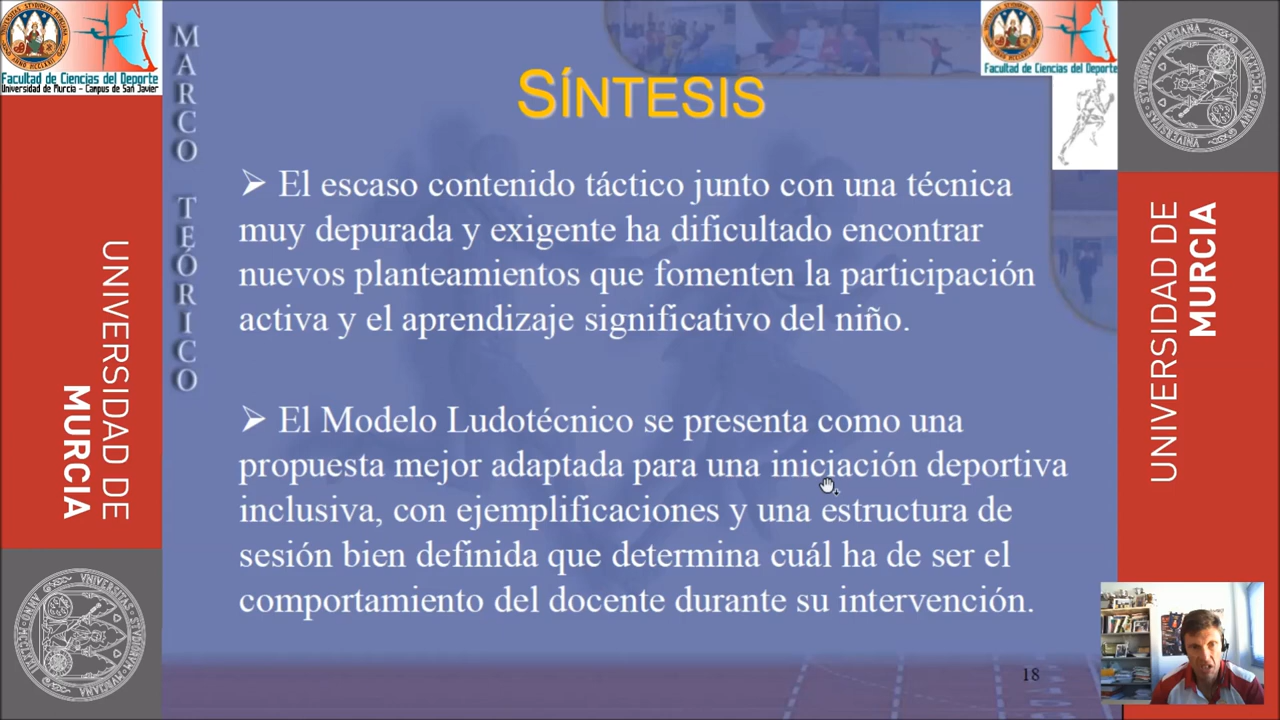 Facultad de Ciencias del Deporte
Universidad de Murcia - Campus de San Javier
MARCO TEÓRICO
UNIVERSIDAD DE
MURCIA
SÍNTESIS
➢ El escaso contenido táctico junto con una técnica
muy depurada y exigente ha dificultado encontrar
nuevos planteamientos que fomenten la participación
activa y el aprendizaje significativo del niño.
➢ El Modelo Ludotécnico se presenta como una
propuesta mejor adaptada para una iniciación deportiva
inclusiva, con ejemplificaciones y una estructura de
sesión bien definida que determina cuál ha de ser el
comportamiento del docente durante su intervención.
18
Facultad de Ciencias del Deporte
UNIVERSIDAD DE
MURCIA